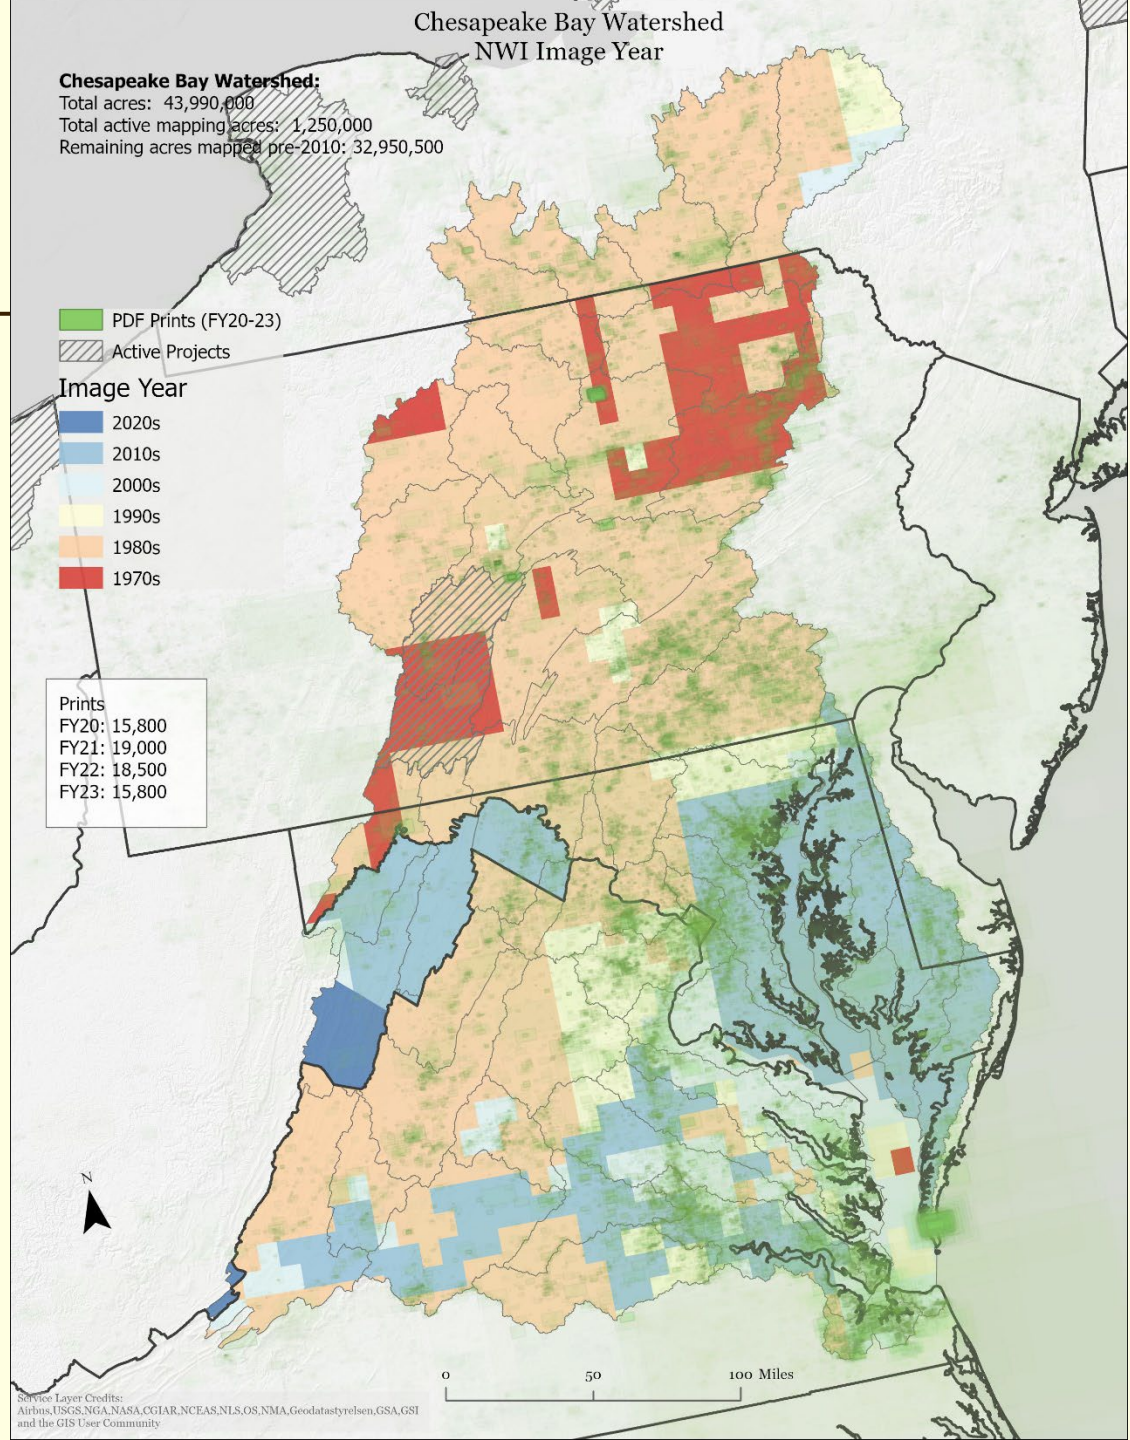 Chesapeake Bay Watershed
NWI Image Year
Chesapeake Bay Watershed:
Total acres:  43,990,000
Total active mapping acres:  1,250,000
Remaining acres mapped pre-2010: 32,950,500
PDF Prints (FY20-23)
Active Projects
Image Year
2020s
2010s
2000s
1990s
1980s
1970s
Prints
FY20: 15,800
FY21: 19,000
FY22: 18,500
FY23: 15,800
N
0 50 100 Miles
Service Layer Credits:
Airbus,USGS,NGA,NASA,CGIAR,NCEAS,NLS,OS,NMA,Geodatastyrelsen,GSA,GSI
and the GIS User Community